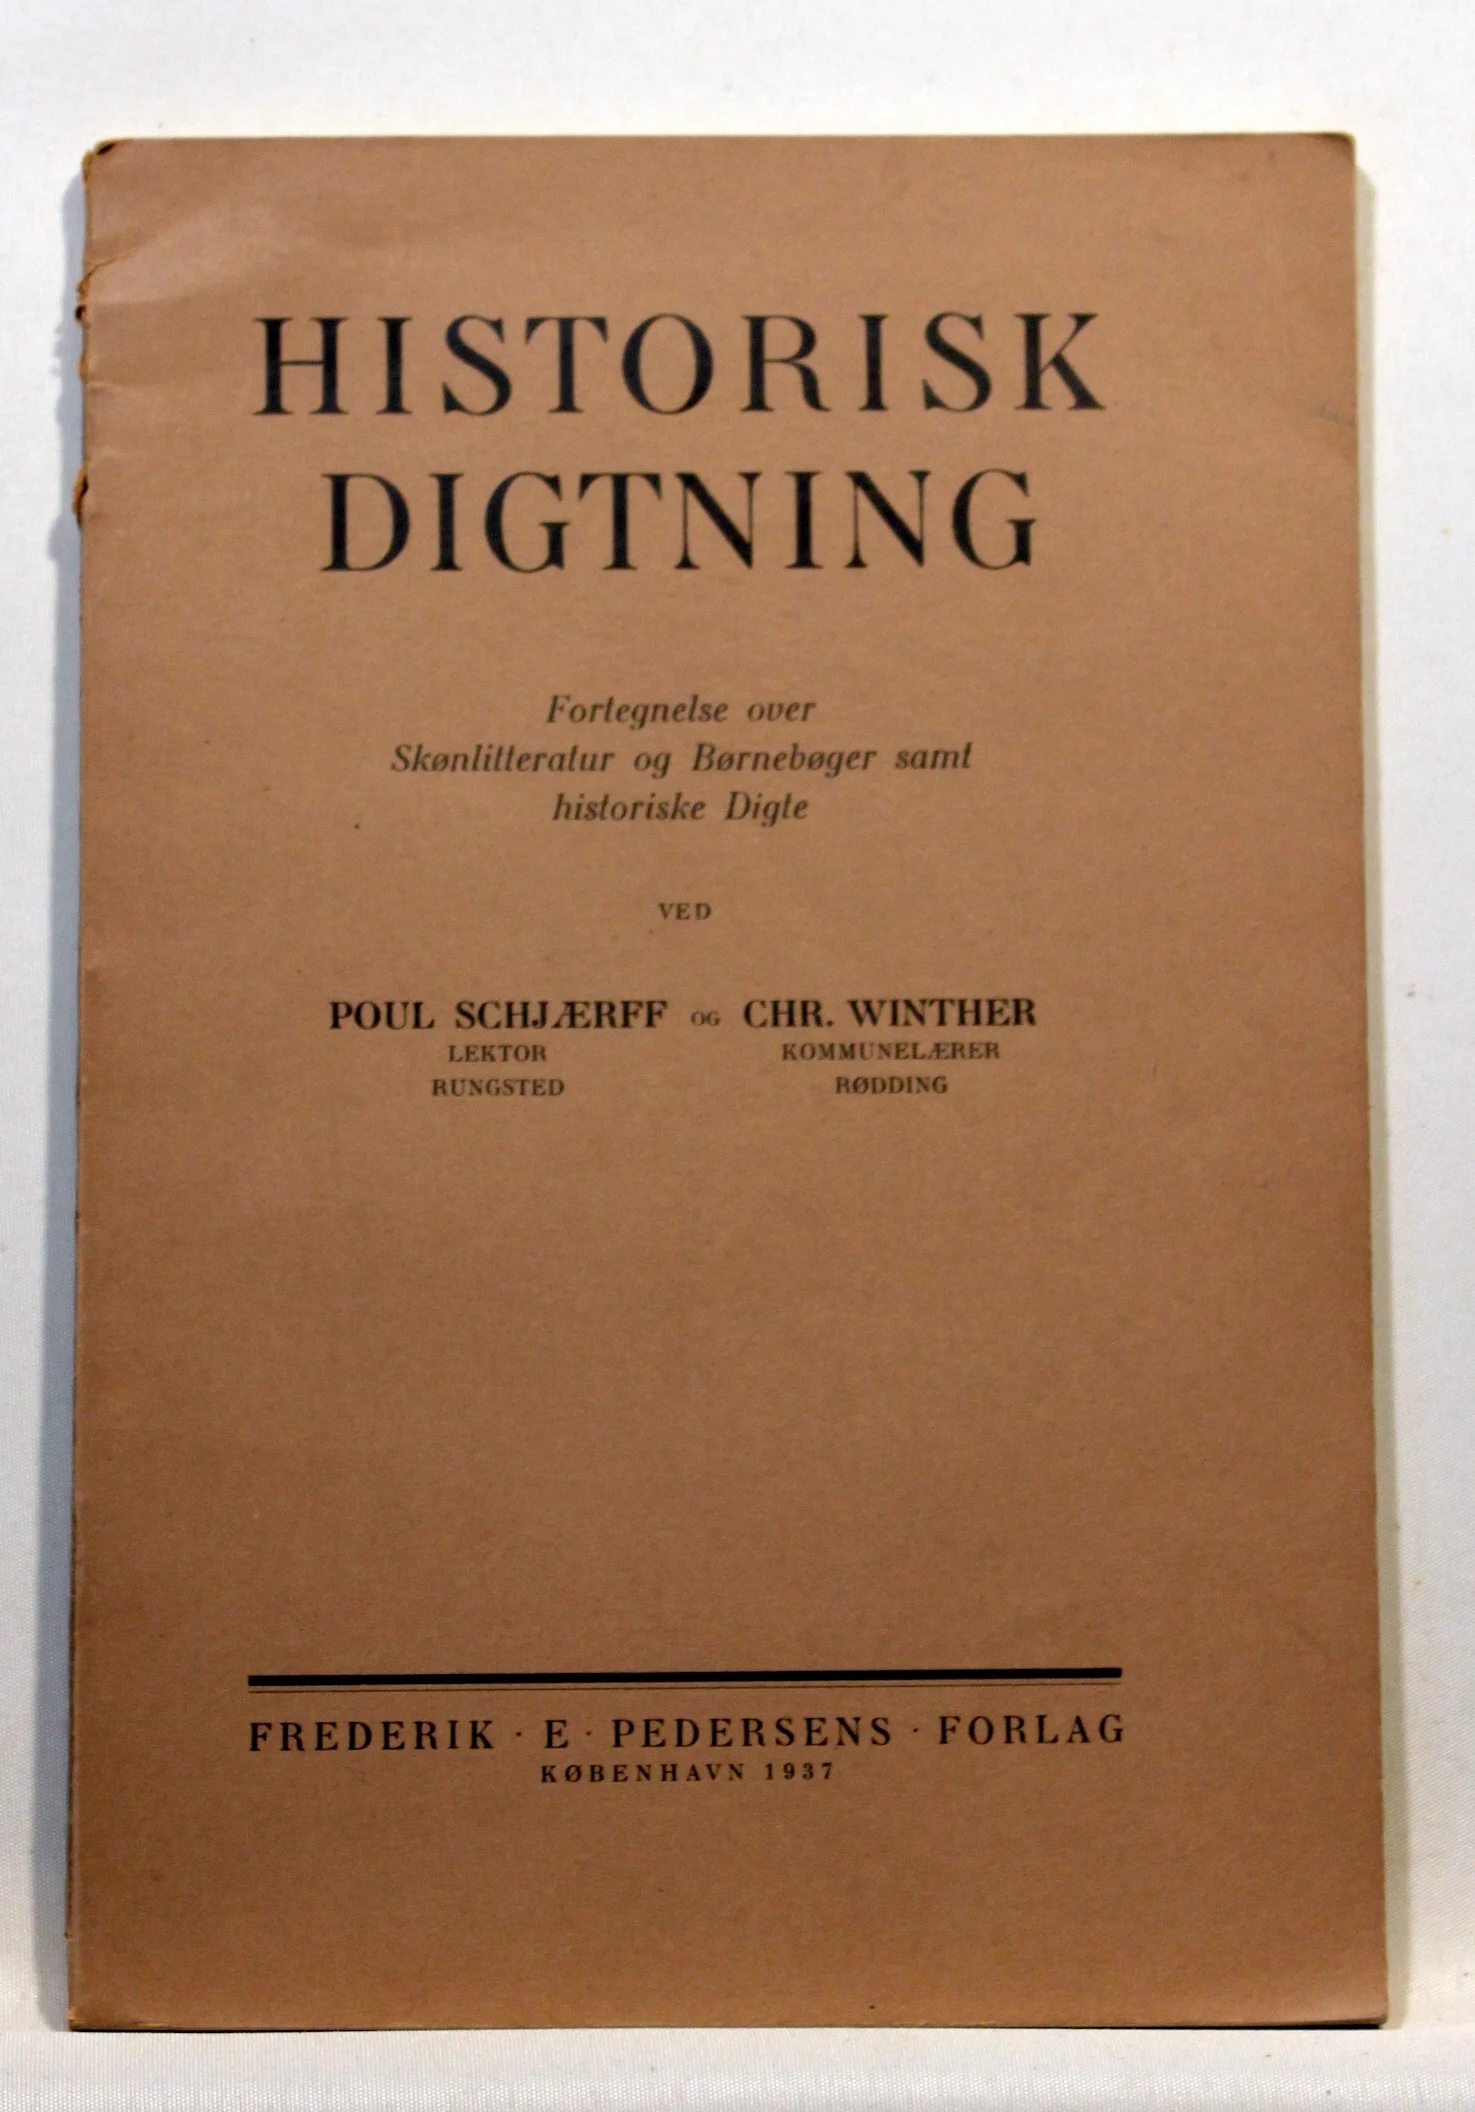 HISTORISK
DIGTNING
Fortegnelse over
Skønlitteratur og Børnebøger samt
historiske Digte
VED
POUL SCHJÆRFF OG CHR. WINTHER
LEKTOR KOMMUNELÆRER
RUNGSTED RØDDING
FREDERIK · E · PEDERSENS · FORLAG
KØBENHAVN 1937